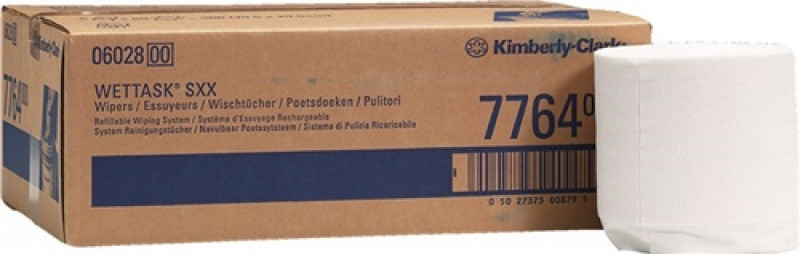 06028 00
Kimberly-Clark
WETTASK® SXX
Wipers / Essuyeurs / Wischtücher / Poetsdoeken / Pulitori
Refillable Wiping System / Système d'Essuyage Rechargeable
System Reinigungstücher / Navulbaar Poetssysteem / Sistema di Pulizia Ricaricabile
7764
0 50 27375 00879 5
7764